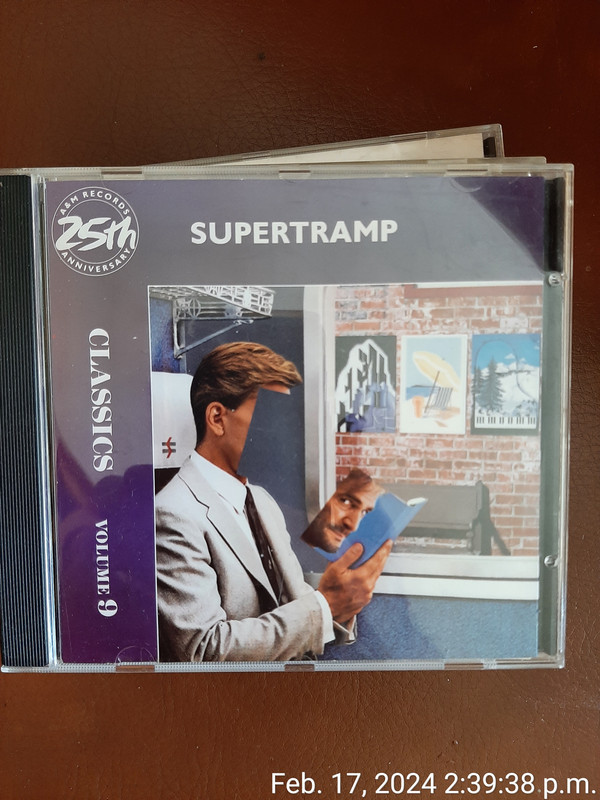 A&M RECORDS
25th
ANNIVERSARY
SUPERTRAMP
CLASSICS VOLUME 9
Feb. 17, 2024 2:39:38 p.m.